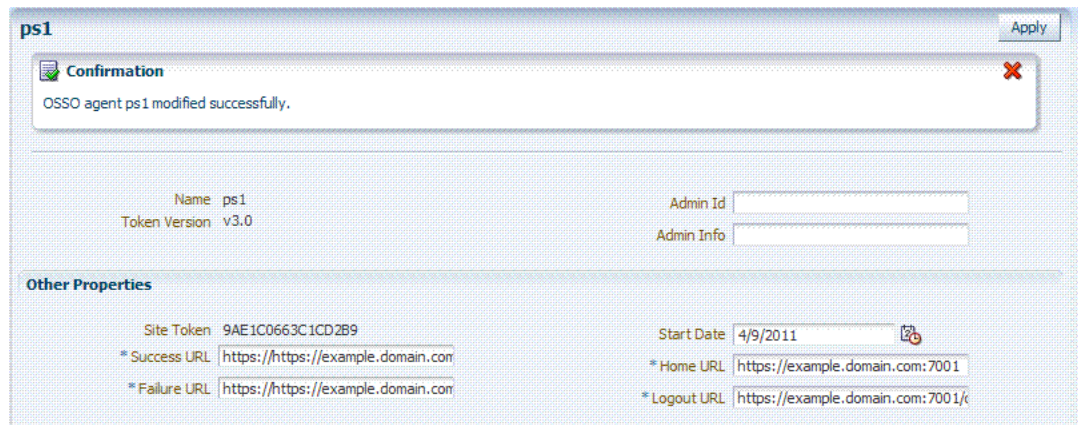 ps1
Apply
Confirmation
OSSO agent ps1 modified successfully.
Name ps1
Token Version v3.0
Admin Id
Admin Info
Other Properties
Site Token 9AE1C0663C1CD2B9
* Success URL https://https://example.domain.com
* Failure URL https://https://example.domain.com
Start Date 4/9/2011
* Home URL https://example.domain.com:7001
* Logout URL https://example.domain.com:7001/